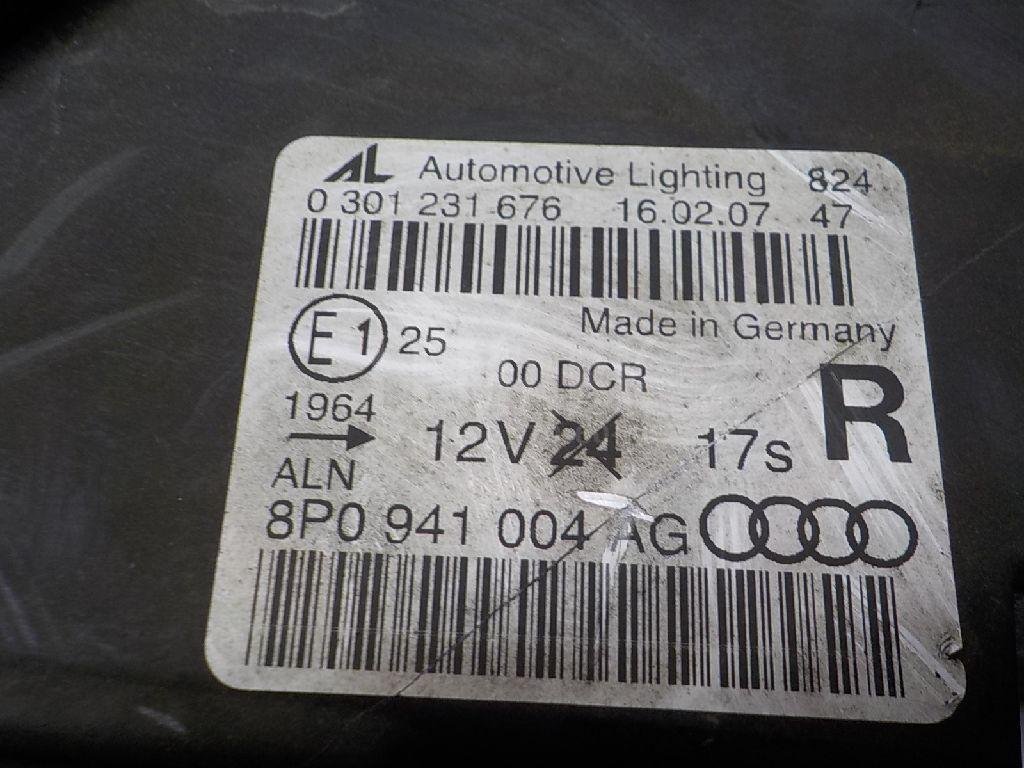 AL Automotive Lighting 824
0 301 231 676 16.02.07 47
Made in Germany
E1 25
00 DCR
R
1964
12V 24 17s
ALN
8P0 941 004 AG